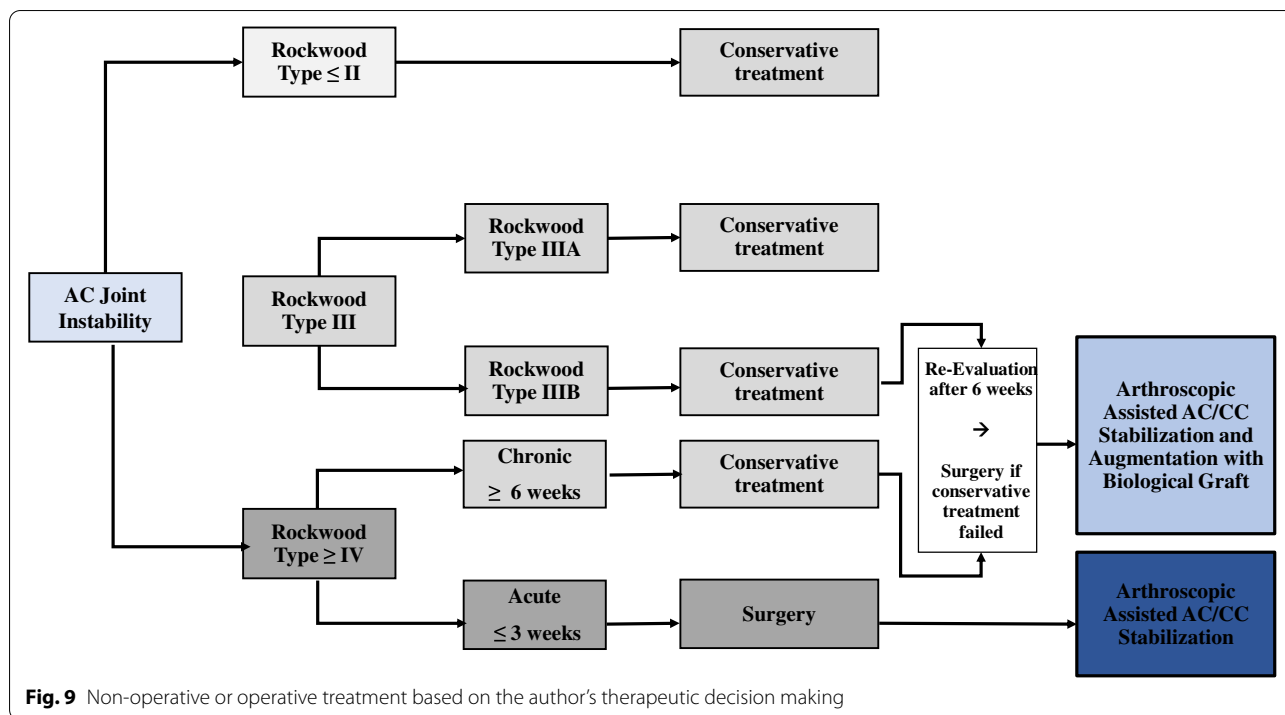 Rockwood
Type ≤ II
Conservative
treatment
Rockwood
Type IIIA
Conservative
treatment
AC Joint
Instability
Rockwood
Type III
Rockwood
Type IIIB
Conservative
treatment
Re-Evaluation
after 6 weeks
→
Surgery if
conservative
treatment
failed
Arthroscopic
Assisted AC/CC
Stabilization and
Augmentation with
Biological Graft
Chronic
≥ 6 weeks
Conservative
treatment
Rockwood
Type ≥ IV
Acute
≤ 3 weeks
Surgery
Arthroscopic
Assisted AC/CC
Stabilization
Fig. 9 Non-operative or operative treatment based on the author's therapeutic decision making